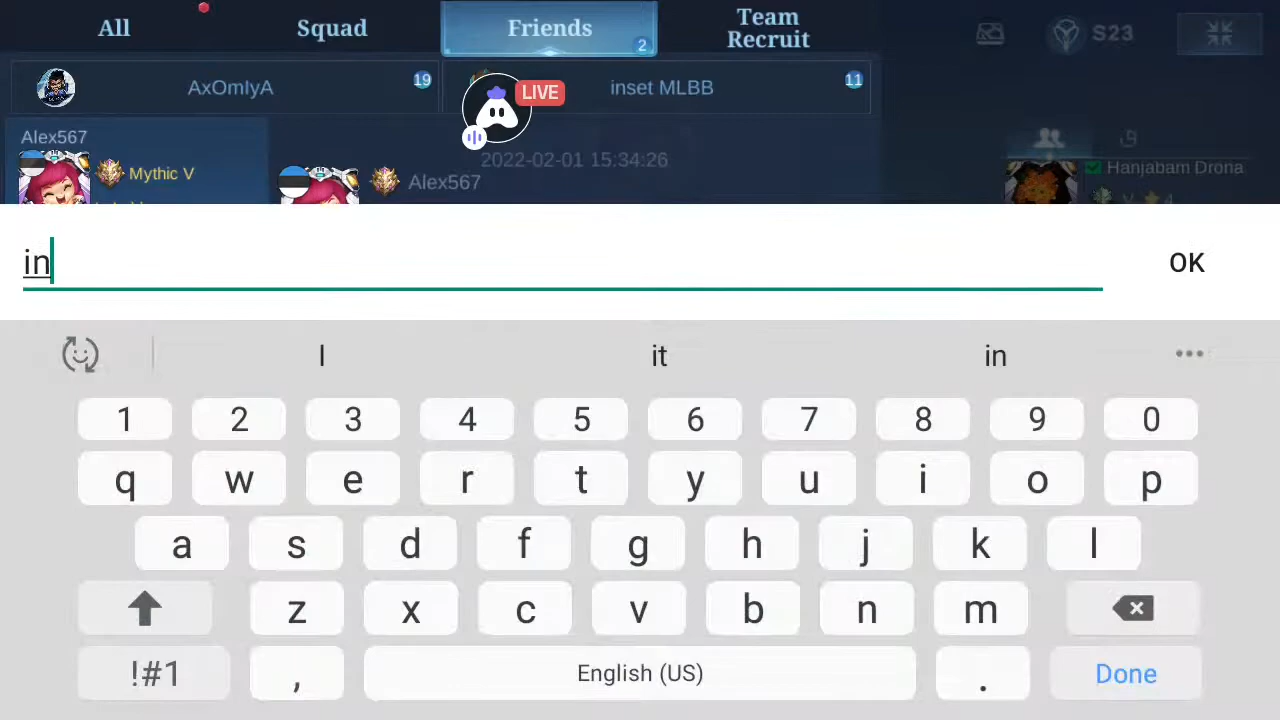 All
Squad
Friends
2
Team
Recruit
S23
AxOmIyA
19
inset MLBB
11
LIVE
Alex567
Mythic V
2022-02-01 15:34:26
Alex567
Hanjabam Drona
in
OK
I
it
in
1 2 3 4 5 6 7 8 9 0
q w e r t y u i o p
a s d f g h j k l
z x c v b n m
!#1 , English (US) . Done